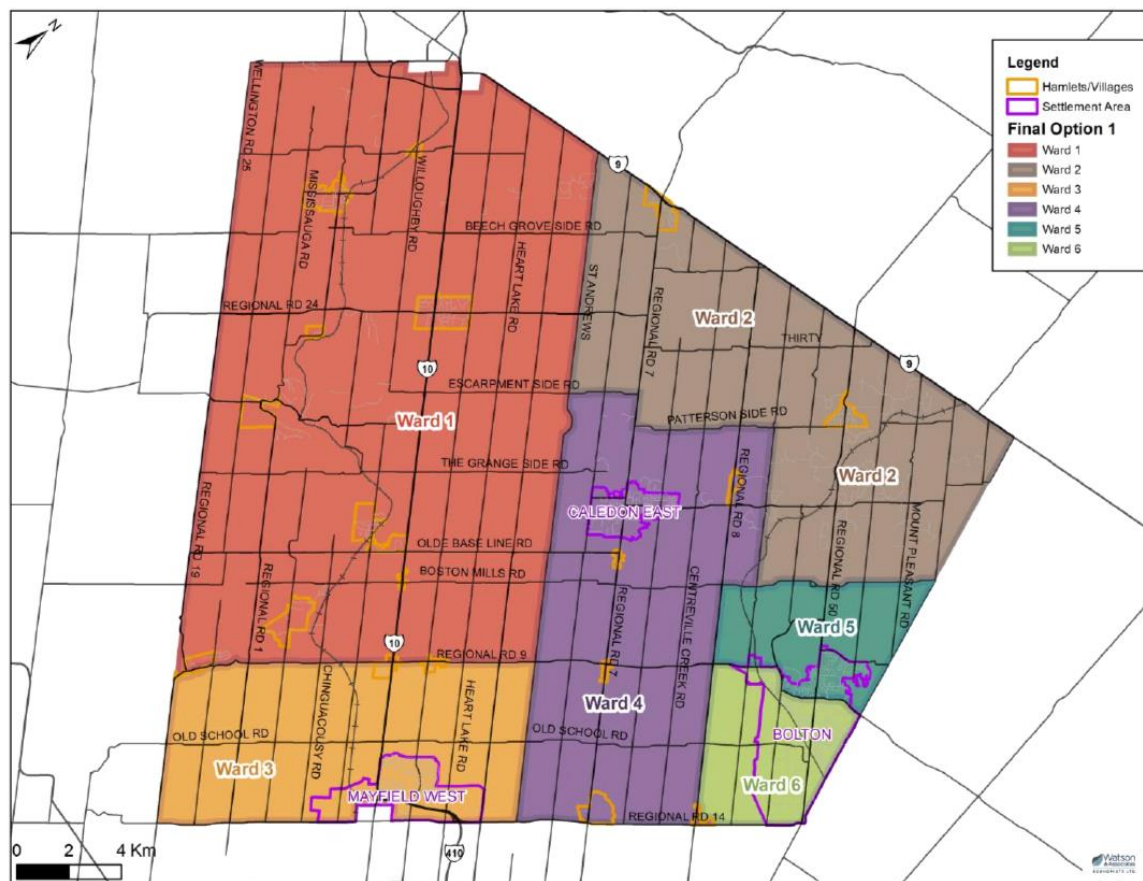 N
Legend
Hamlets/Villages
Settlement Area
Final Option 1
Ward 1
Ward 2
Ward 3
Ward 4
Ward 5
Ward 6
WELLINGTON RD 25
MISSISSAUGA RD
WILLOUGHBY RD
9
BEECH GROVE SIDE RD
HEART LAKE RD
ST ANDREWS
REGIONAL RD 7
REGIONAL RD 24
Ward 2
THIRTY
10
9
ESCARPMENT SIDE RD
PATTERSON SIDE RD
Ward 1
THE GRANGE SIDE RD
REGIONAL RD 8
Ward 2
CALEDON EAST
REGIONAL RD 19
OLDE BASE LINE RD
BOSTON MILLS RD
REGIONAL RD 1
CENTREVILLE CREEK RD
REGIONAL RD 50
MOUNT PLEASANT RD
REGIONAL 7
Ward 5
10
REGIONAL RD 9
CHINGUACOUSY RD
HEART LAKE RD
Ward 4
OLD SCHOOL RD
OLD SCHOOL RD
BOLTON
Ward 3
Ward 6
MAYFIELD WEST
REGIONAL RD 14
410
0 2 4 Km
Watson
& Associates
ECONOMISTS LTD.